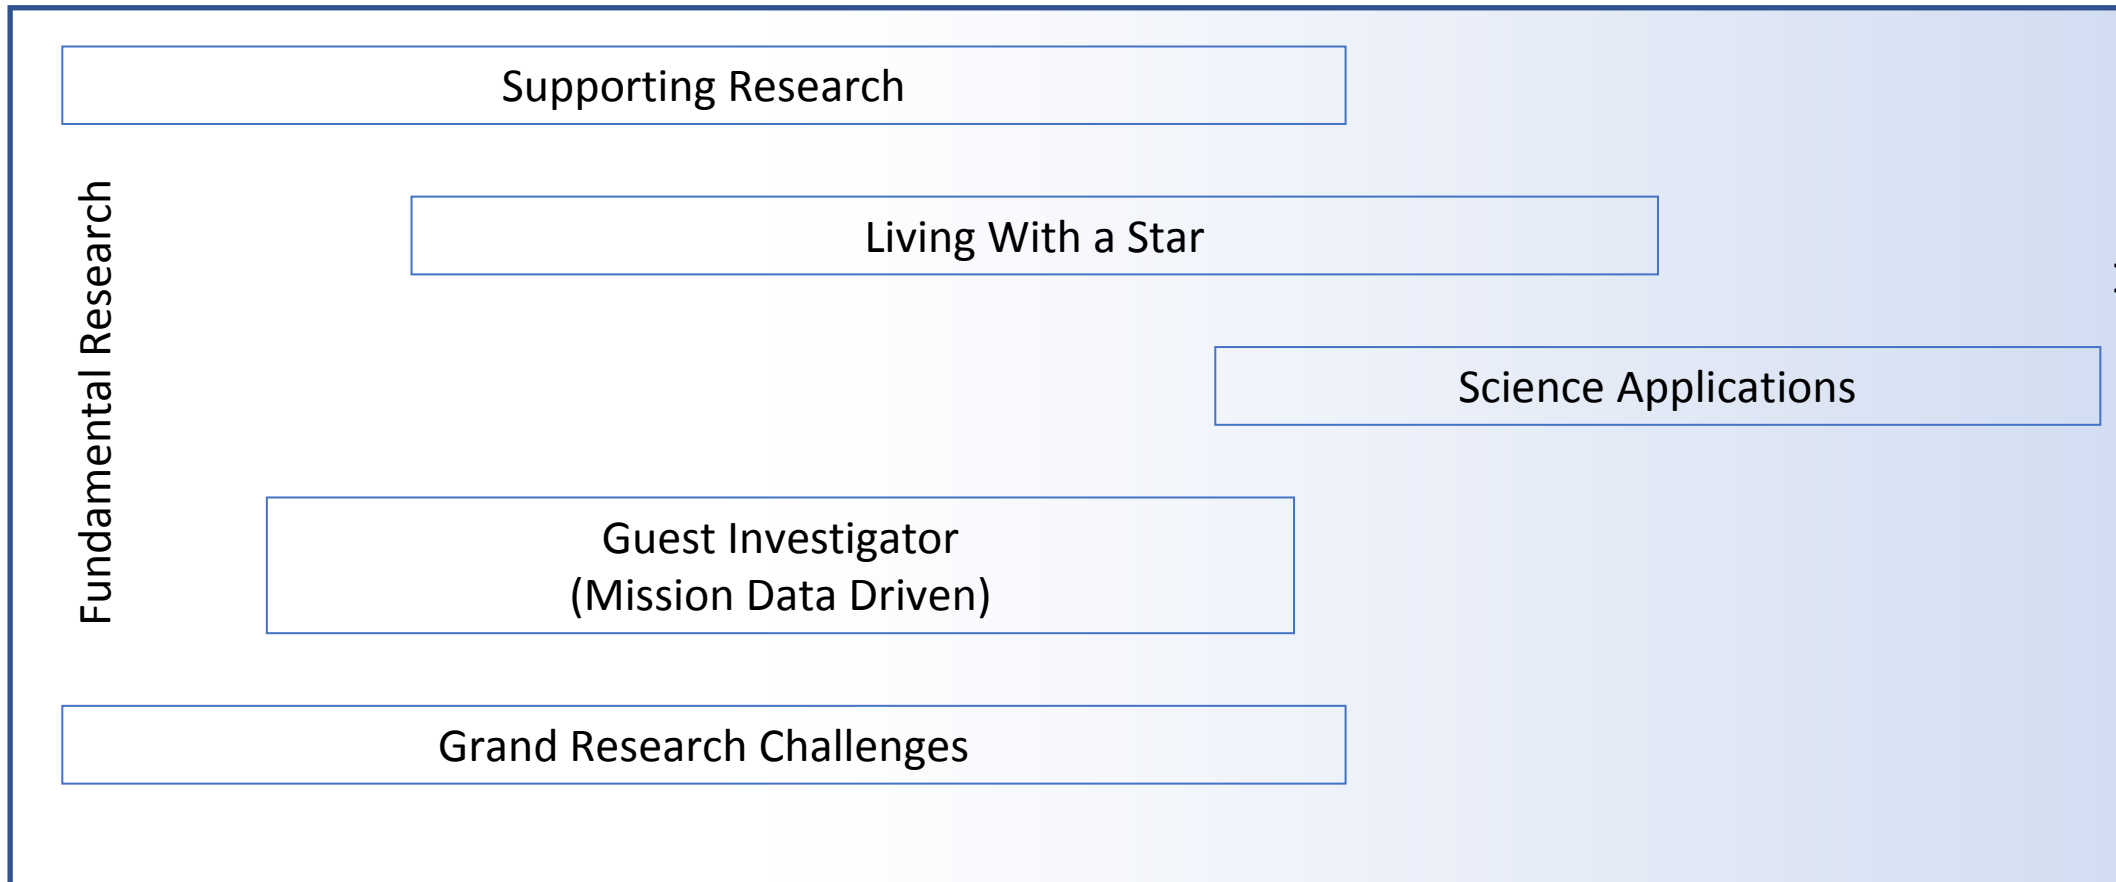 Supporting Research
Fundamental Research
Living With a Star
Science Applications
Guest Investigator
(Mission Data Driven)
Grand Research Challenges